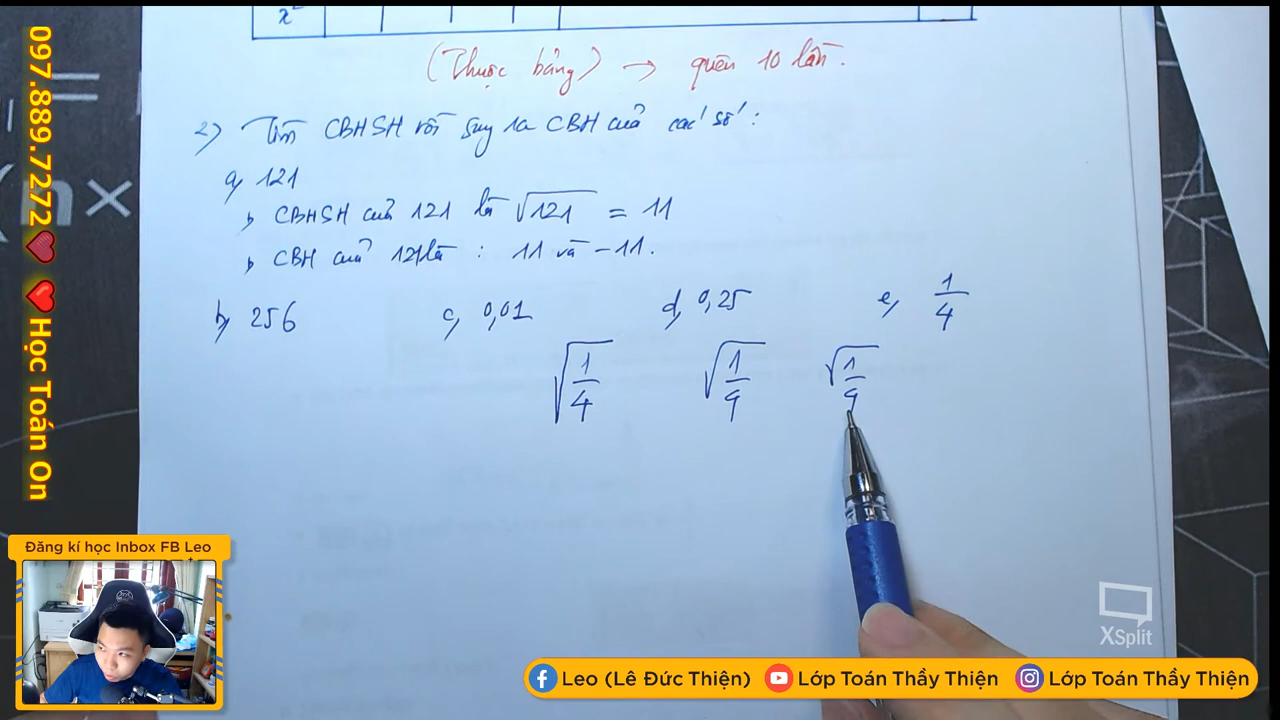 x²
(Thuộc bảng) → quên 10 lần.
2) Tìm CBHSH rồi suy ra CBH của các số :
a, 121
CBHSH của 121 là √121 = 11
CBH của 121 là : 11 và -11.
b, 256 c, 0,01 d, 0,25 e, 1/4
√1/4 √1/9 √1/9
097.889.7272 ❤️ ❤️ Học Toán On
Đăng kí học Inbox FB Leo
XSplit
Leo (Lê Đức Thiện) Lớp Toán Thầy Thiện Lớp Toán Thầy Thiện